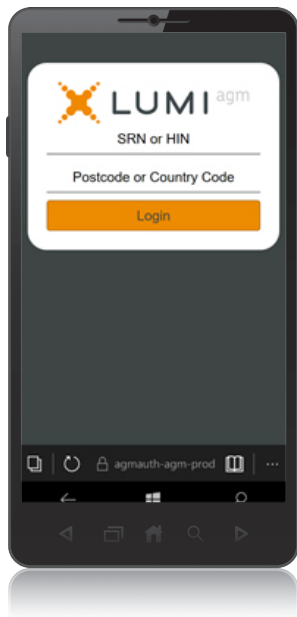 LUMI agm
SRN or HIN
Postcode or Country Code
Login
agmauth-agm-prod